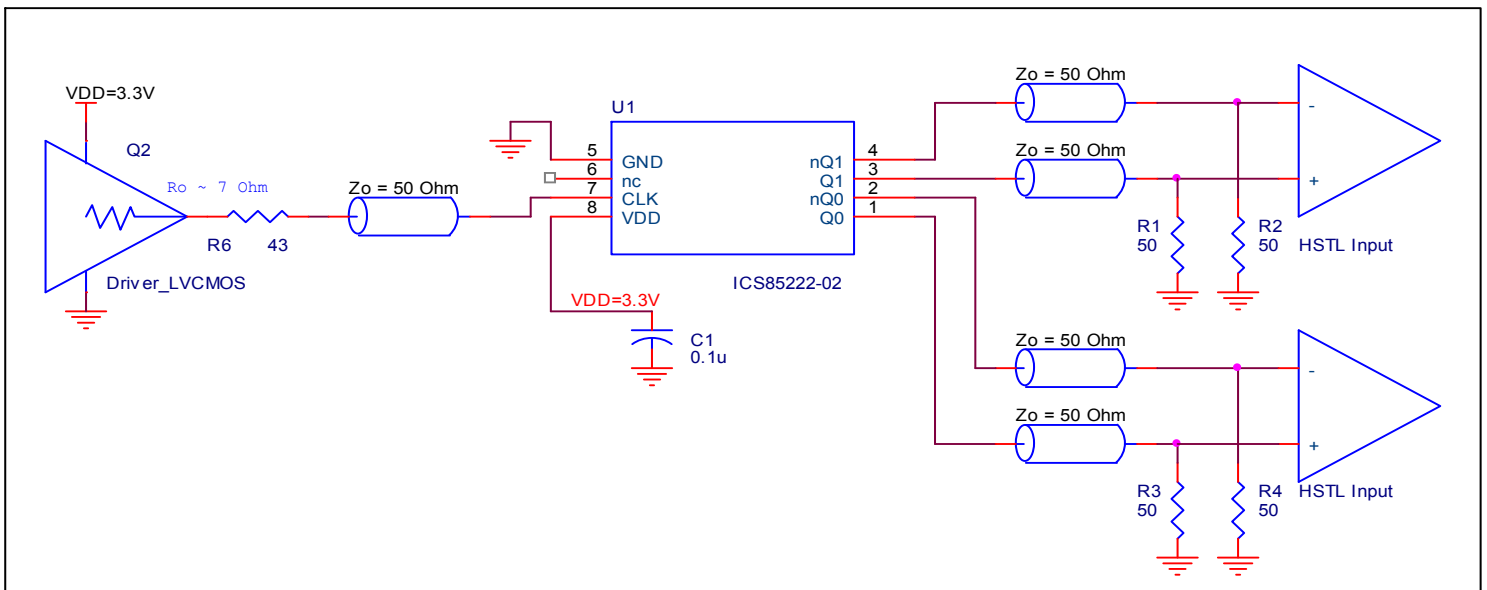 VDD=3.3V
Q2
Ro ~ 7 Ohm
R6 43
Driver_LVCMOS
Zo = 50 Ohm
U1
5 GND
6 nc
7 CLK
8 VDD
nQ1 4
Q1 3
nQ0 2
Q0 1
ICS85222-02
VDD=3.3V
C1
0.1u
Zo = 50 Ohm
Zo = 50 Ohm
-
+
R1
50
R2
50
HSTL Input
Zo = 50 Ohm
Zo = 50 Ohm
-
+
R3
50
R4
50
HSTL Input